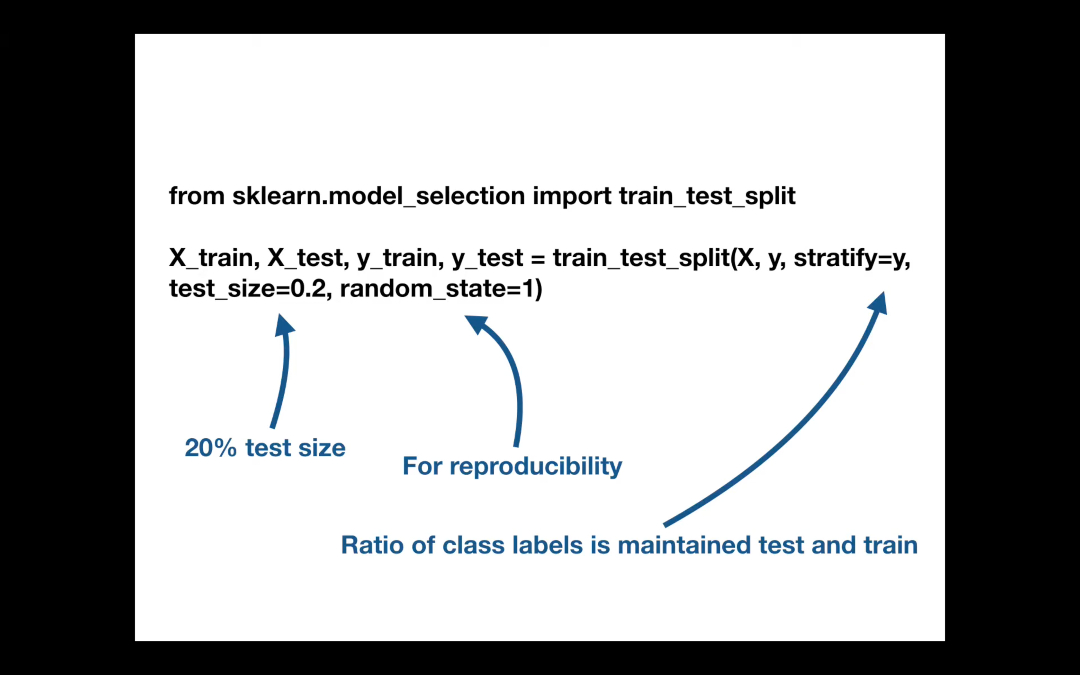 from sklearn.model_selection import train_test_split
X_train, X_test, y_train, y_test = train_test_split(X, y, stratify=y,
test_size=0.2, random_state=1)
20% test size
For reproducibility
Ratio of class labels is maintained test and train